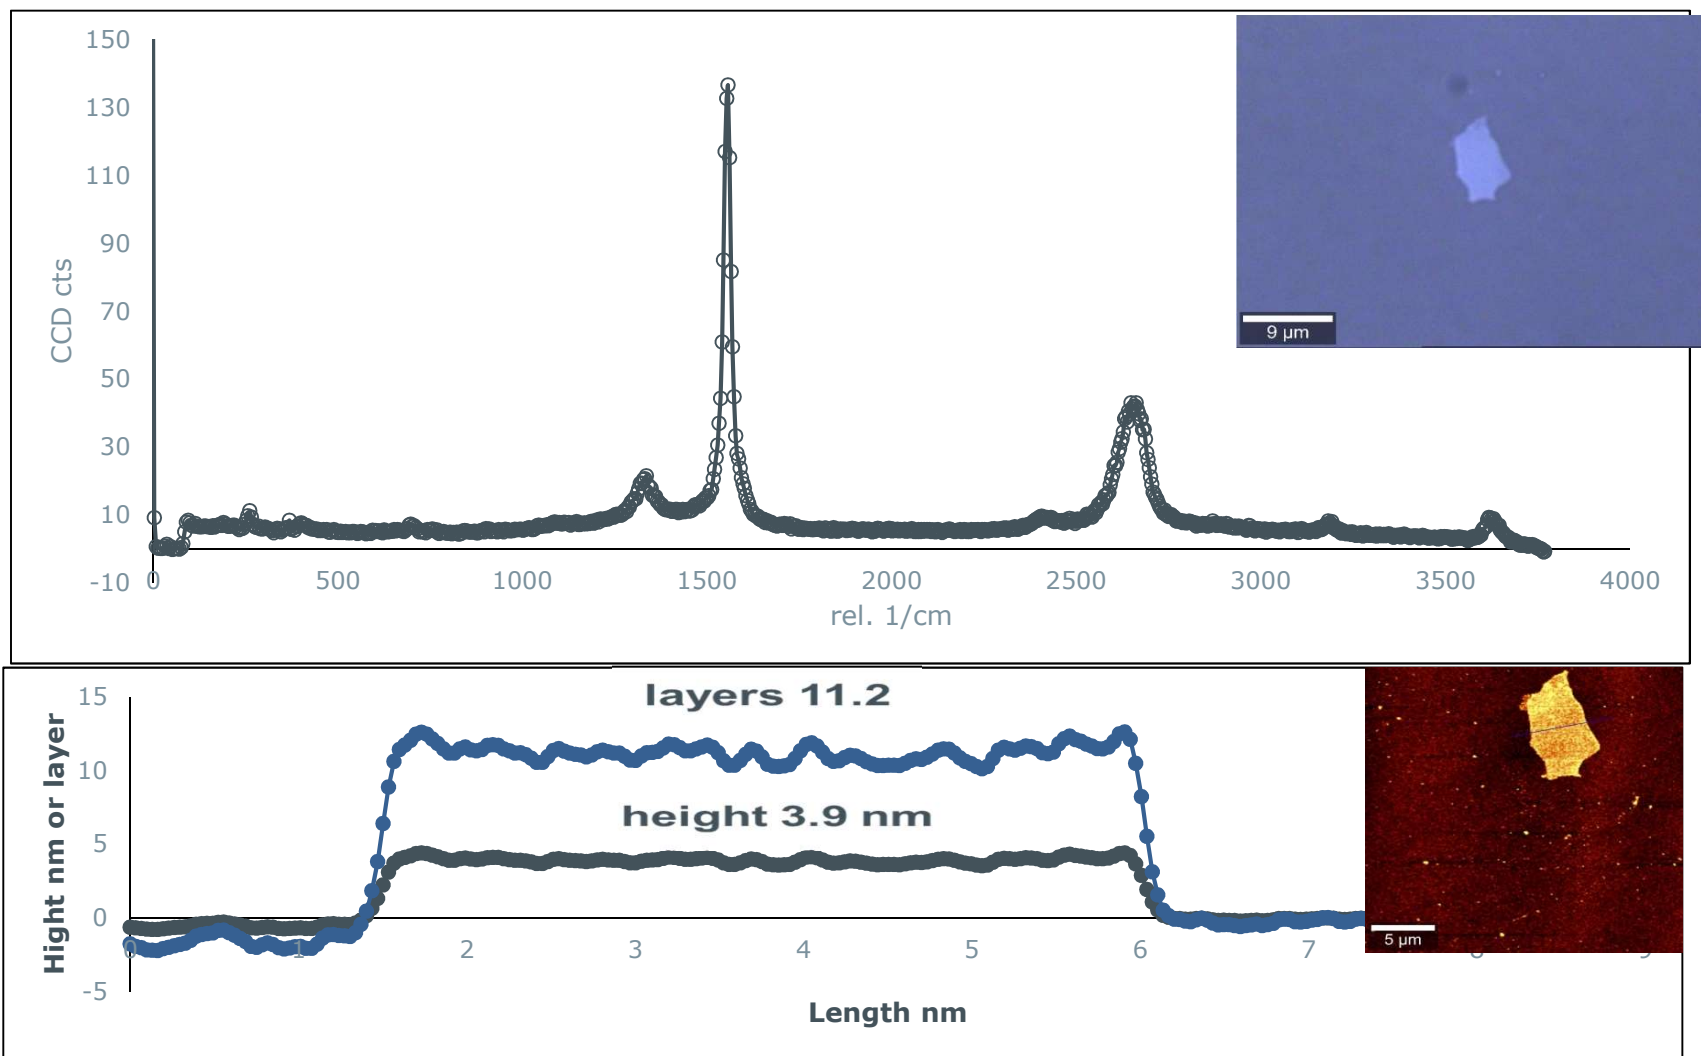 150
130
110
90
70
50
30
10
-10
CCD cts
0 500 1000 1500 2000 2500 3000 3500 4000
rel. 1/cm
9 µm
15
10
5
0
-5
Hight nm or layer
layers 11.2
height 3.9 nm
0 1 2 3 4 5 6 7 8 9
Length nm
5 µm